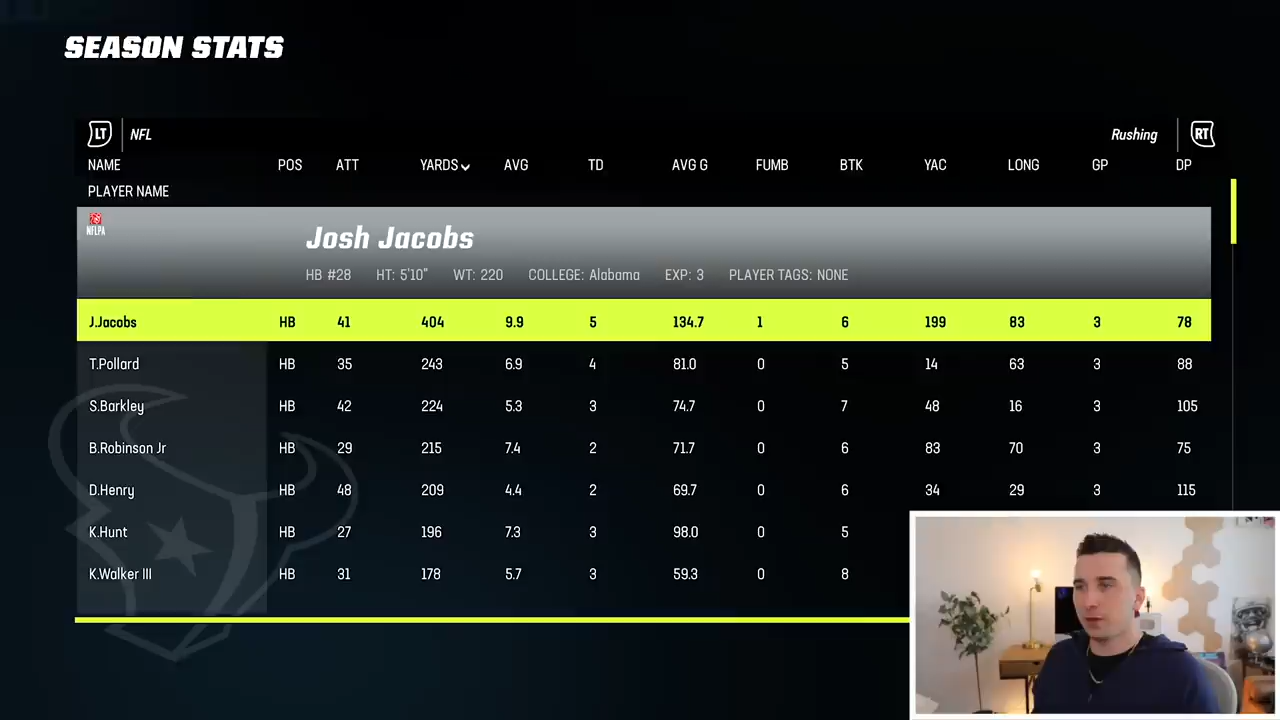 SEASON STATS
LT NFL Rushing RT
NAME POS ATT YARDS AVG TD AVG G FUMB BTK YAC LONG GP DP
PLAYER NAME
NFLPA
Josh Jacobs
HB #28 HT: 5'10" WT: 220 COLLEGE: Alabama EXP: 3 PLAYER TAGS: NONE
J.Jacobs HB 41 404 9.9 5 134.7 1 6 199 83 3 78
T.Pollard HB 35 243 6.9 4 81.0 0 5 14 63 3 88
S.Barkley HB 42 224 5.3 3 74.7 0 7 48 16 3 105
B.Robinson Jr HB 29 215 7.4 2 71.7 0 6 83 70 3 75
D.Henry HB 48 209 4.4 2 69.7 0 6 34 29 3 115
K.Hunt HB 27 196 7.3 3 98.0 0 5
K.Walker III HB 31 178 5.7 3 59.3 0 8